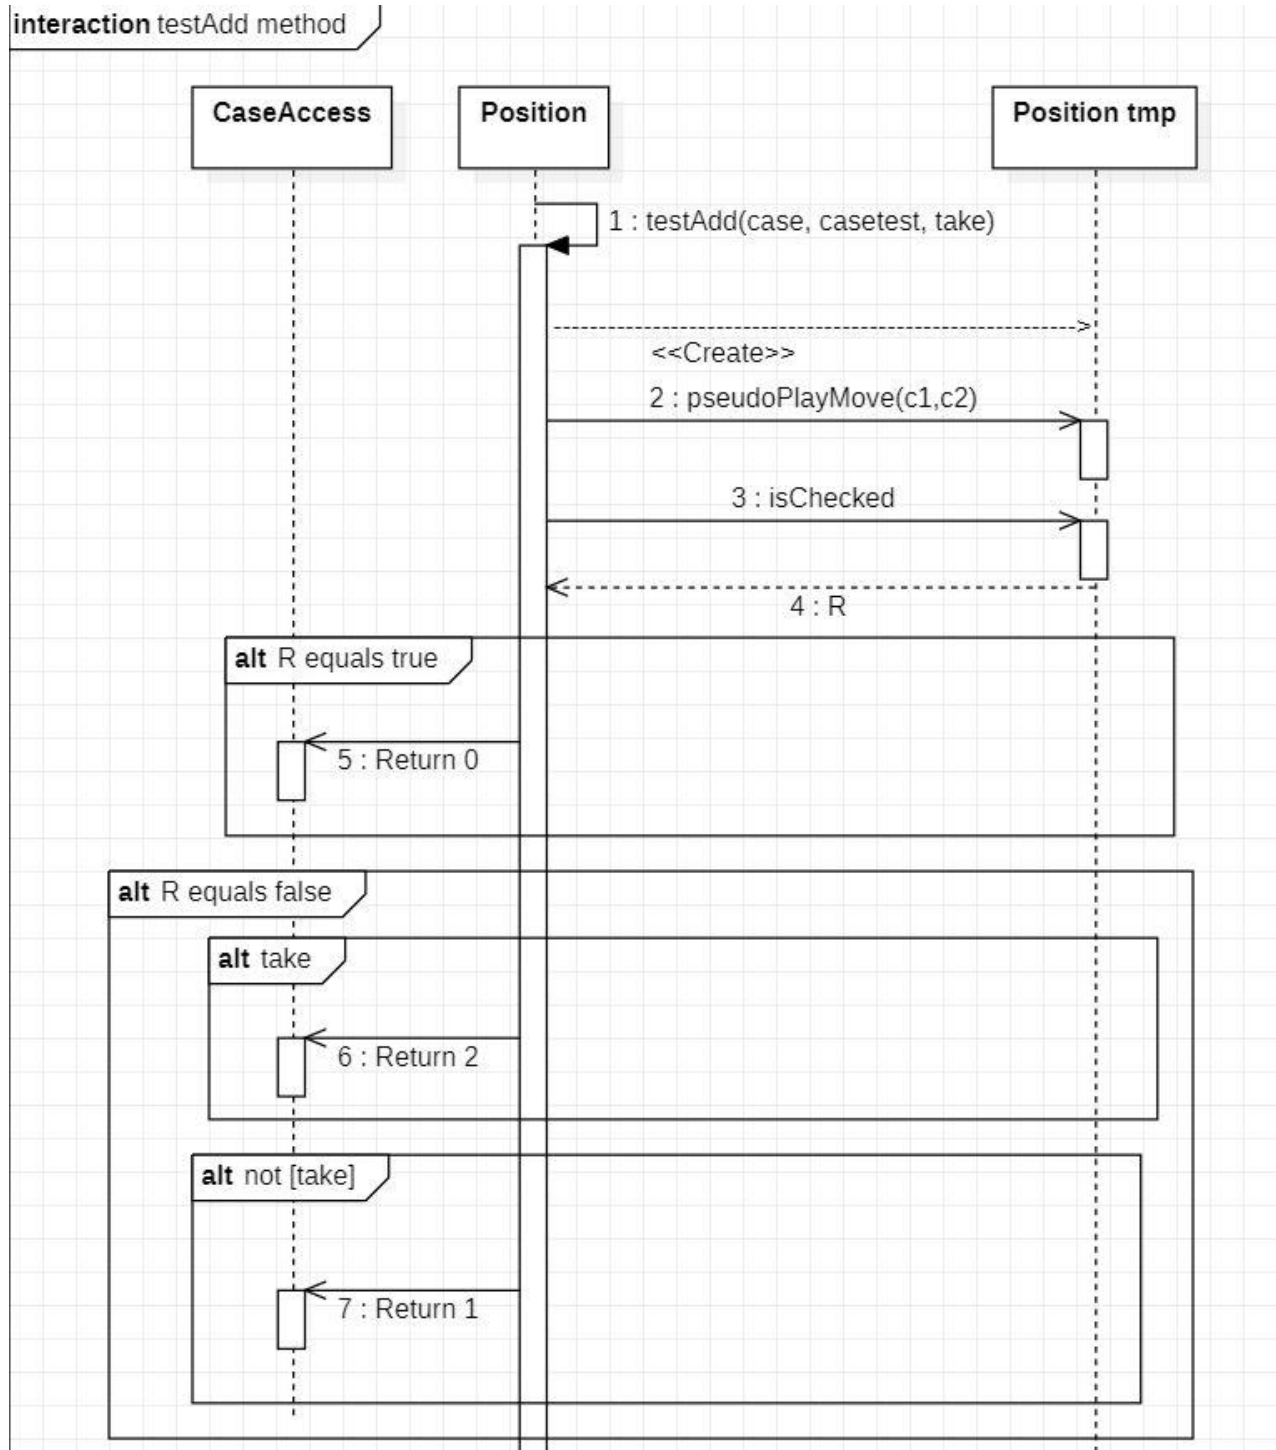 interaction testAdd method
CaseAccess
Position
Position tmp
1 : testAdd(case, casetest, take)
<<Create>>
2 : pseudoPlayMove(c1,c2)
3 : isChecked
4 : R
alt R equals true
5 : Return 0
alt R equals false
alt take
6 : Return 2
alt not [take]
7 : Return 1